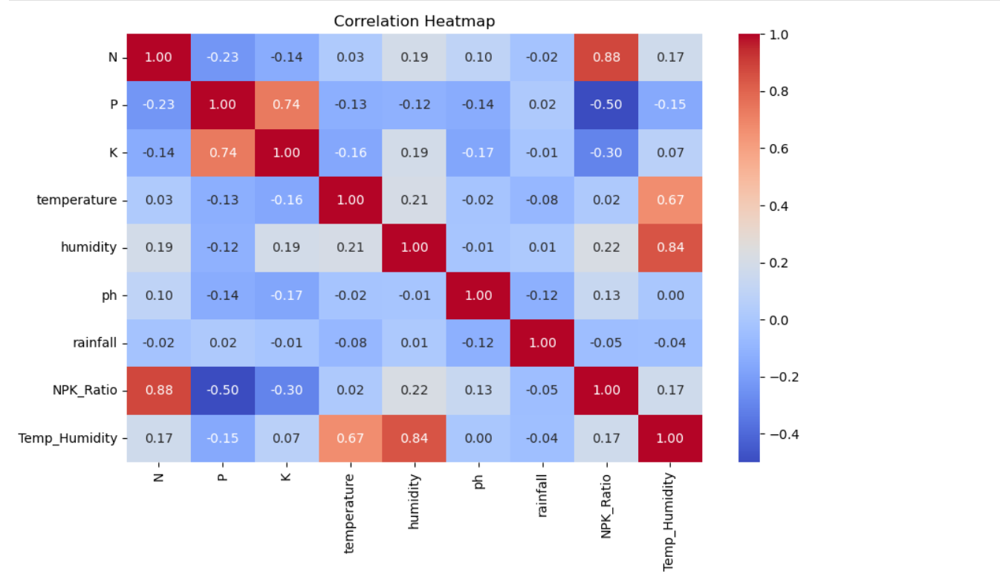 Correlation Heatmap
N 1.00 -0.23 -0.14 0.03 0.19 0.10 -0.02 0.88 0.17
P -0.23 1.00 0.74 -0.13 -0.12 -0.14 0.02 -0.50 -0.15
K -0.14 0.74 1.00 -0.16 0.19 -0.17 -0.01 -0.30 0.07
temperature 0.03 -0.13 -0.16 1.00 0.21 -0.02 -0.08 0.02 0.67
humidity 0.19 -0.12 0.19 0.21 1.00 -0.01 0.01 0.22 0.84
ph 0.10 -0.14 -0.17 -0.02 -0.01 1.00 -0.12 0.13 0.00
rainfall -0.02 0.02 -0.01 -0.08 0.01 -0.12 1.00 -0.05 -0.04
NPK_Ratio 0.88 -0.50 -0.30 0.02 0.22 0.13 -0.05 1.00 0.17
Temp_Humidity 0.17 -0.15 0.07 0.67 0.84 0.00 -0.04 0.17 1.00
N P K temperature humidity ph rainfall NPK_Ratio Temp_Humidity
1.0
0.8
0.6
0.4
0.2
0.0
−0.2
−0.4